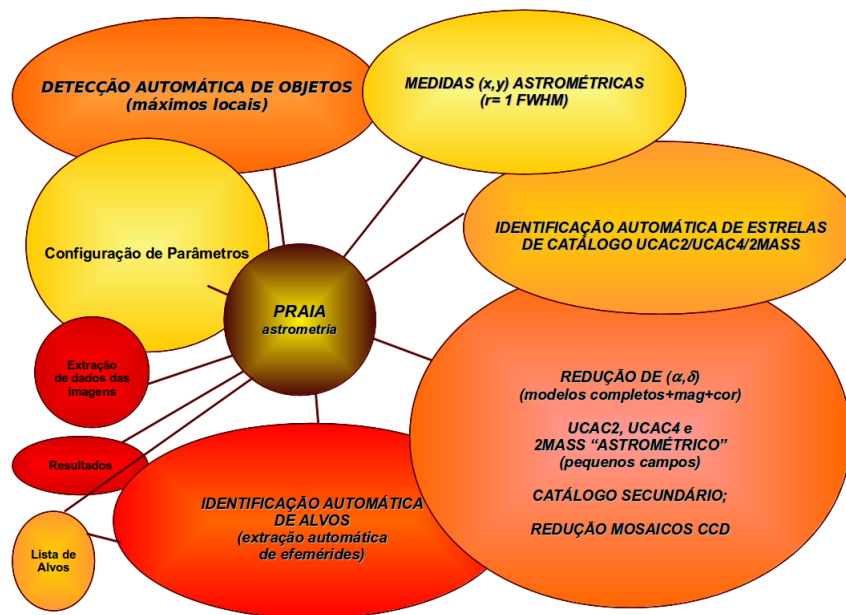 DETECÇÃO AUTOMÁTICA DE OBJETOS
(máximos locais)
MEDIDAS (x,y) ASTROMÉTRICAS
(r= 1 FWHM)
IDENTIFICAÇÃO AUTOMÁTICA DE ESTRELAS
DE CATÁLOGO UCAC2/UCAC4/2MASS
Configuração de Parâmetros
PRAIA
astrometria
Extração
de dados das
imagens
REDUÇÃO DE (α,δ)
(modelos completos+mag+cor)
UCAC2, UCAC4 e
2MASS “ASTROMÉTRICO”
(pequenos campos)
CATÁLOGO SECUNDÁRIO;
REDUÇÃO MOSAICOS CCD
Resultados
IDENTIFICAÇÃO AUTOMÁTICA
DE ALVOS
(extração automática
de efemérides)
Lista de
Alvos